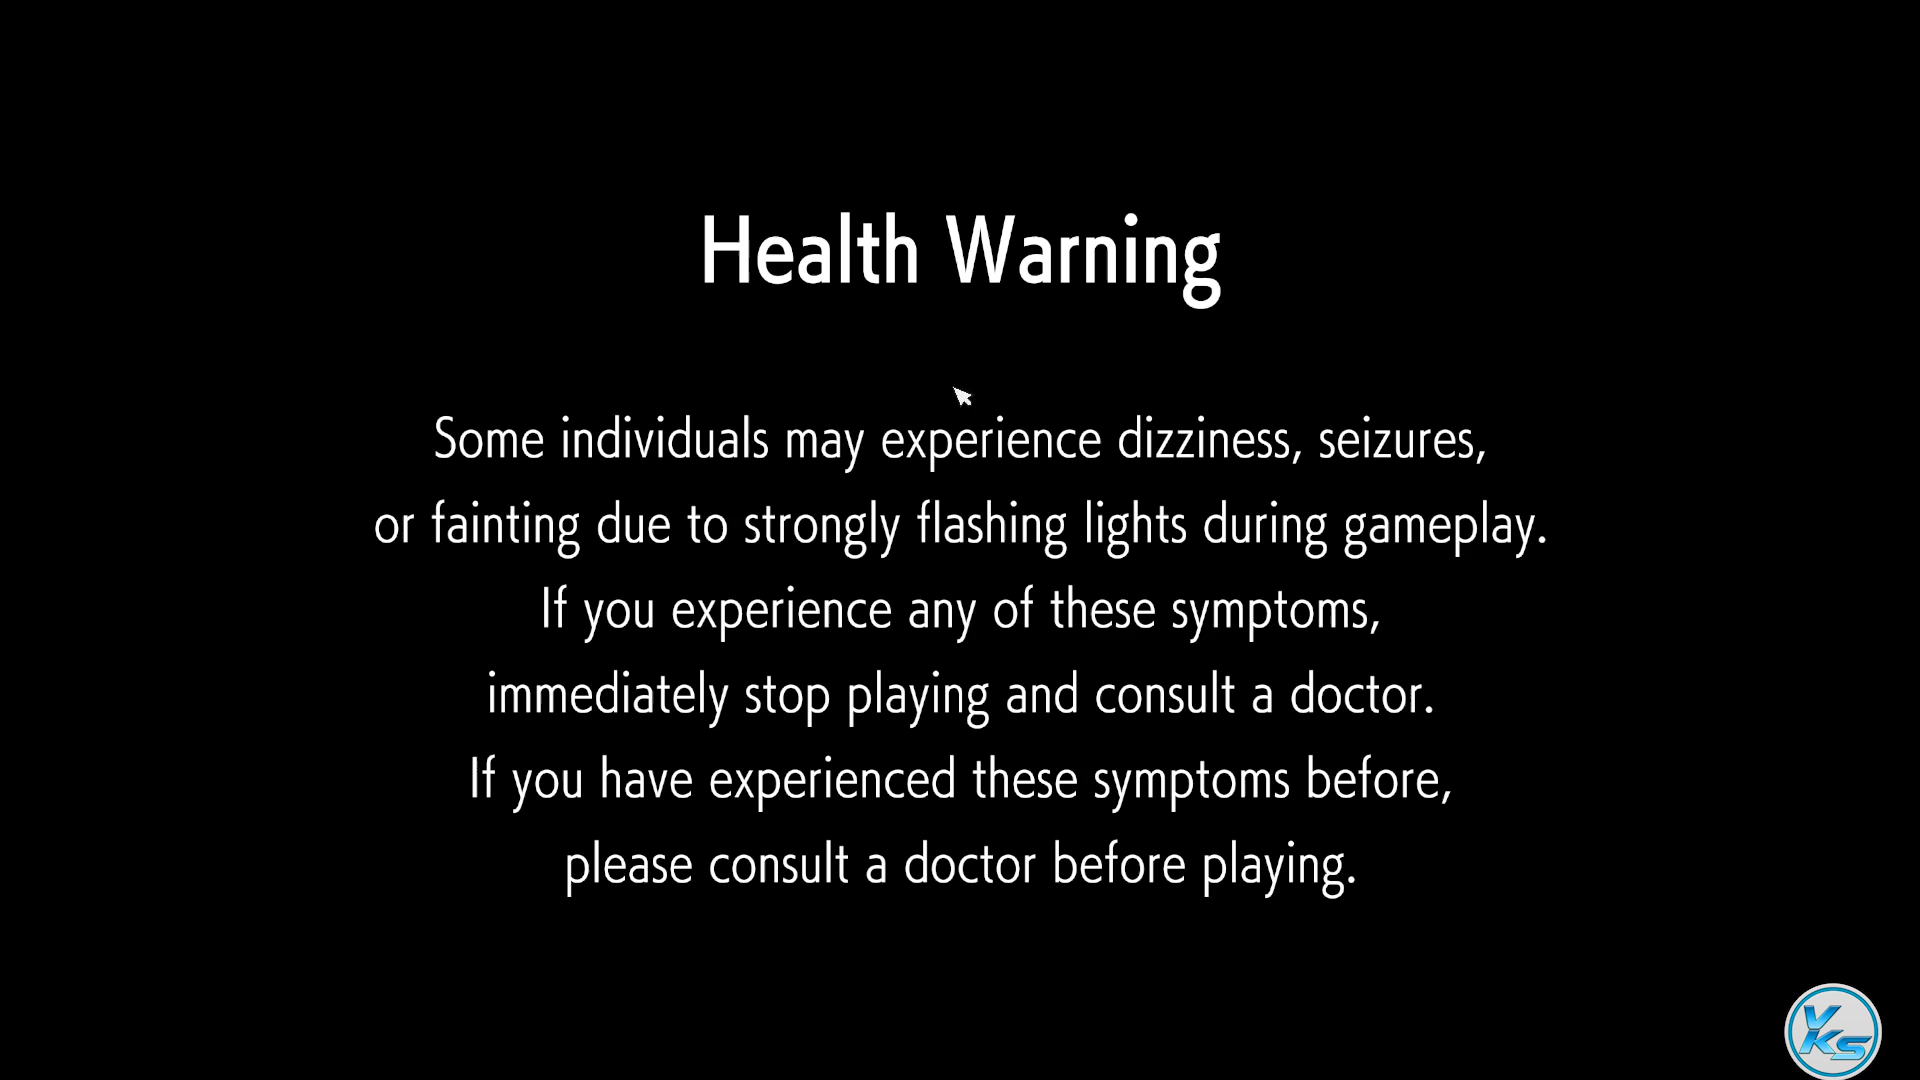 Health Warning
Some individuals may experience dizziness, seizures,
or fainting due to strongly flashing lights during gameplay.
If you experience any of these symptoms,
immediately stop playing and consult a doctor.
If you have experienced these symptoms before,
please consult a doctor before playing.
VKS